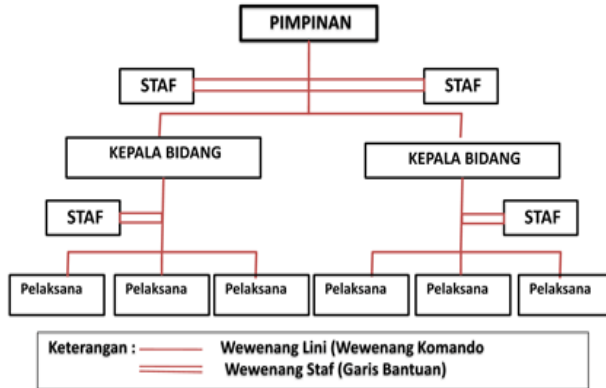 PIMPINAN
STAF
STAF
KEPALA BIDANG
KEPALA BIDANG
STAF
STAF
Pelaksana
Pelaksana
Pelaksana
Pelaksana
Pelaksana
Pelaksana
Keterangan : Wewenang Lini (Wewenang Komando
Wewenang Staf (Garis Bantuan)